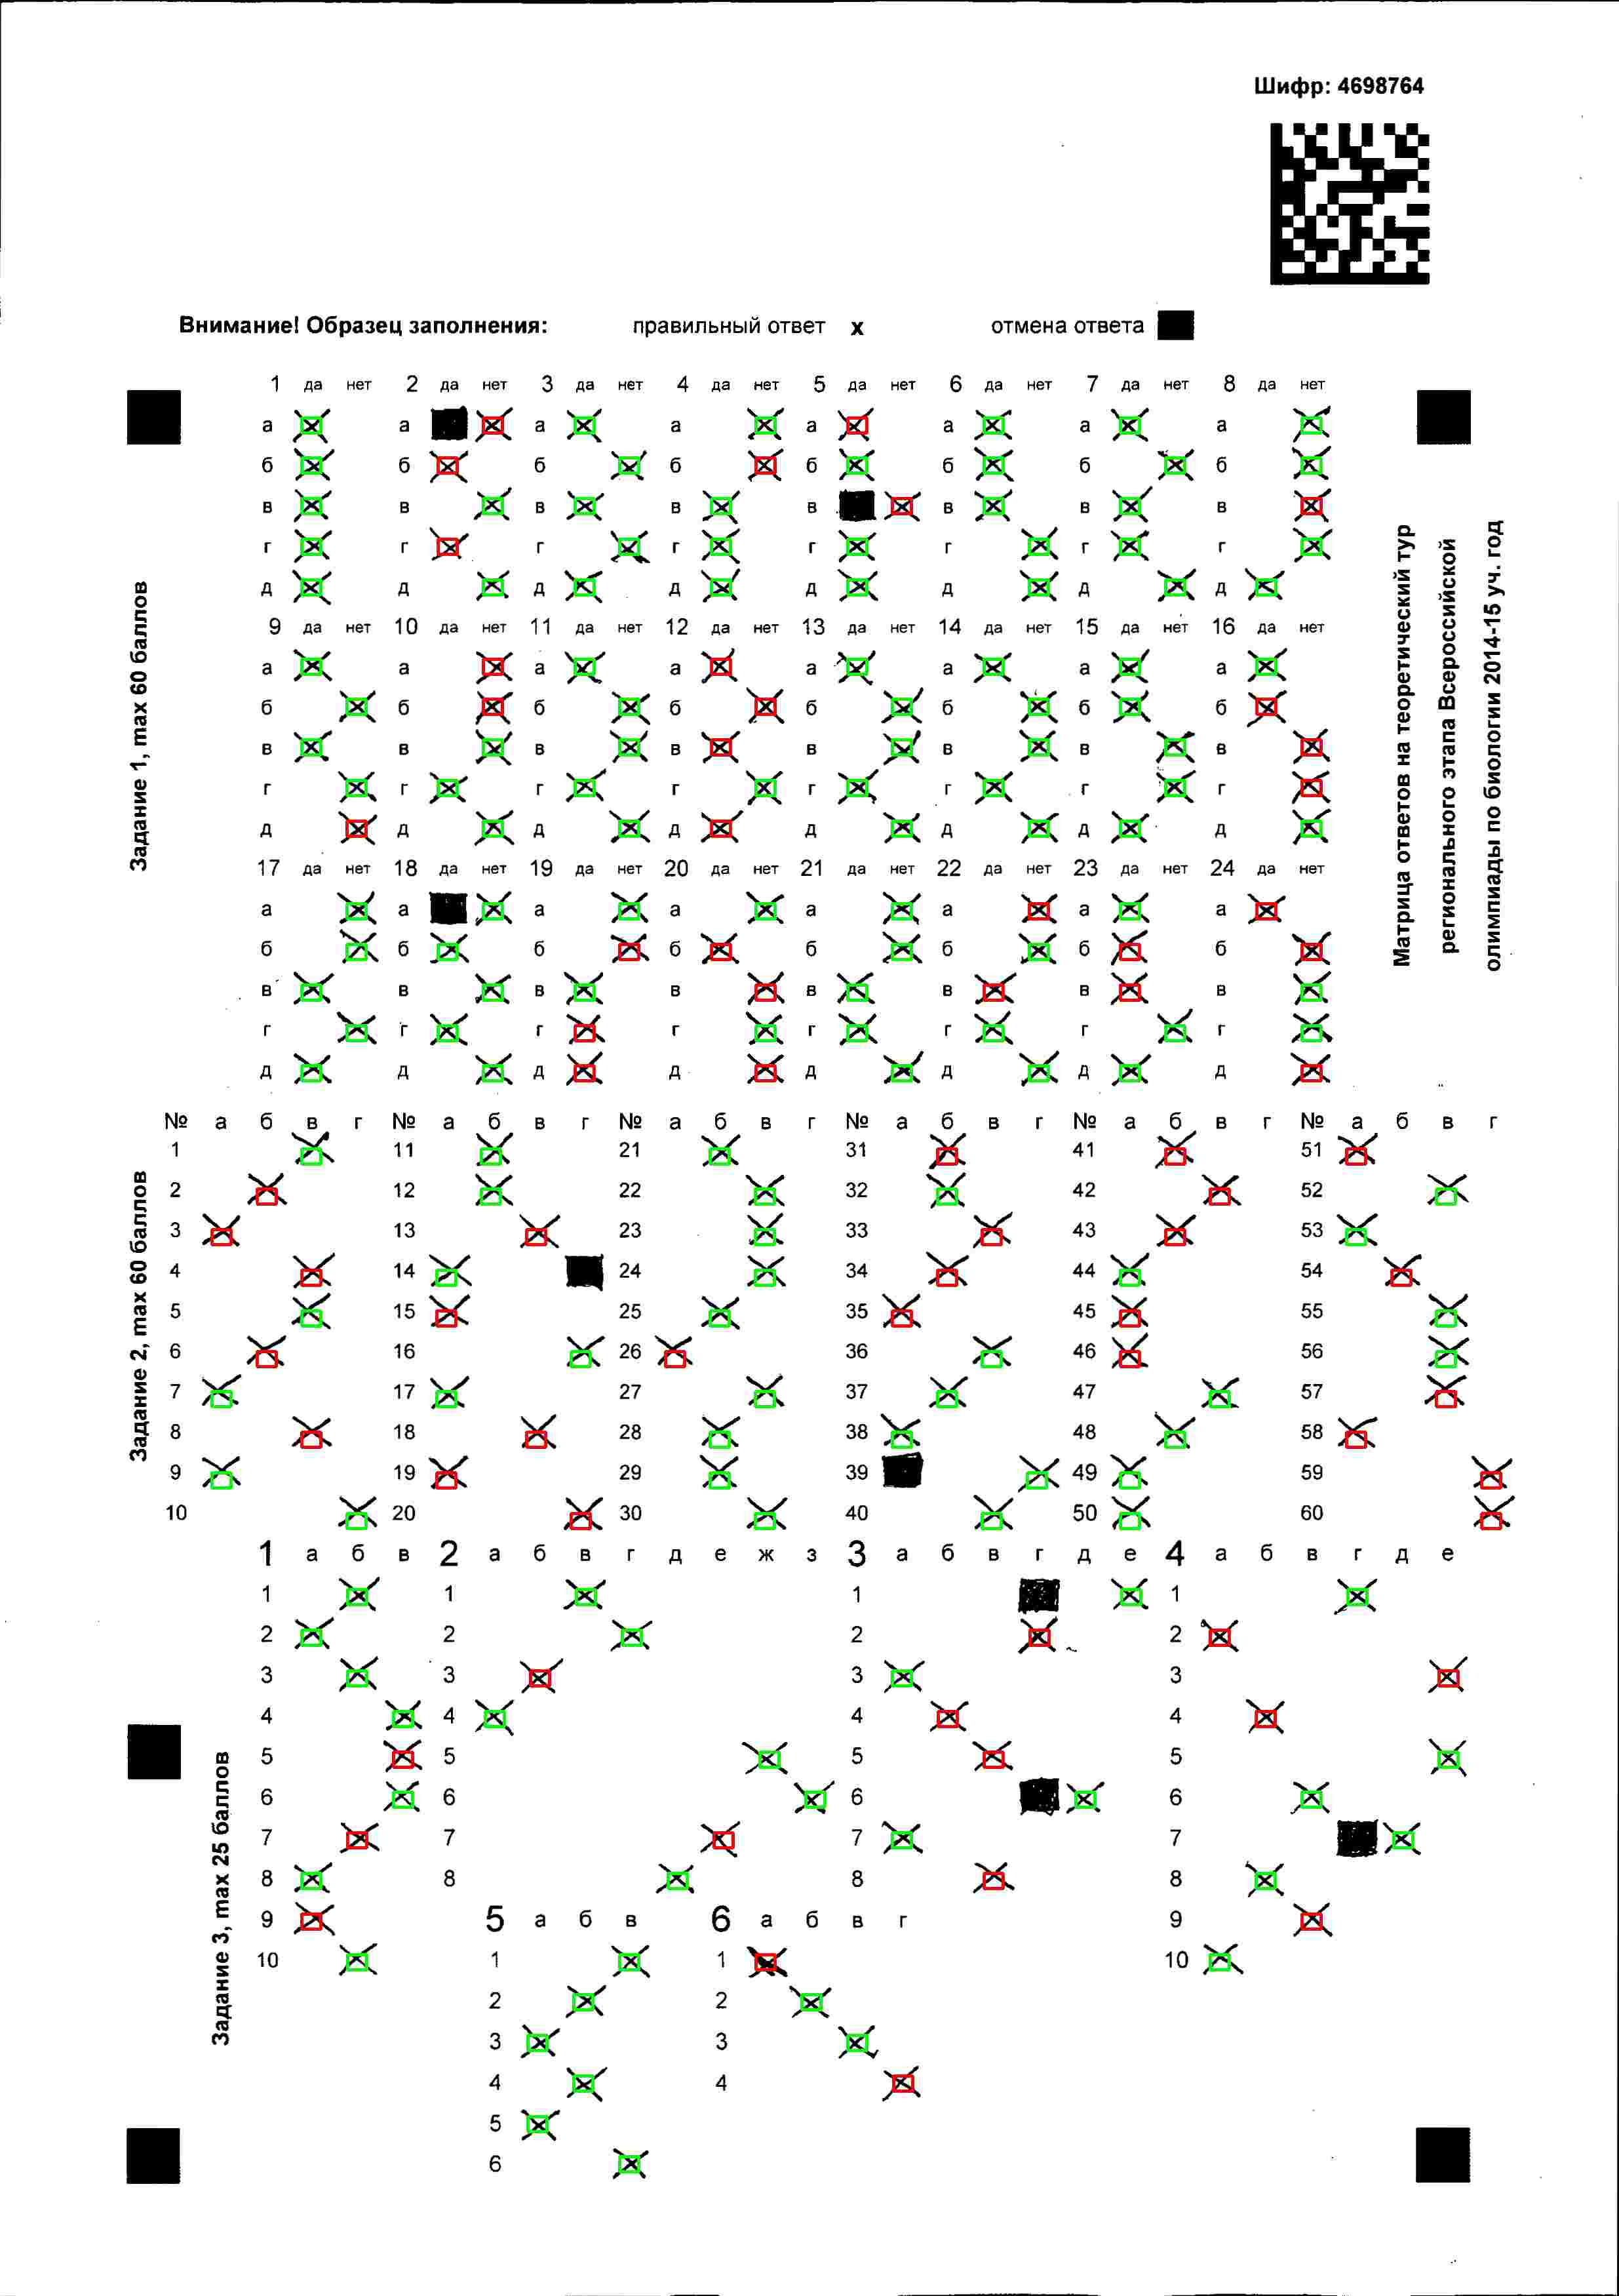 Шифр: 4698764
Внимание! Образец заполнения: правильный ответ х отмена ответа
1 да нет 2 да нет 3 да нет 4 да нет 5 да нет 6 да нет 7 да нет 8 да нет
а а а а а а а а
б б б б б б б б
в в в в в в в в
г г г г г г г г
д д д д д д д д
9 да нет 10 да нет 11 да нет 12 да нет 13 да нет 14 да нет 15 да нет 16 да нет
а а а а а а а а
б б б б б б б б
в в в в в в в в
г г г г г г г г
д д д д д д д д
17 да нет 18 да нет 19 да нет 20 да нет 21 да нет 22 да нет 23 да нет 24 да нет
а а а а а а а а
б б б б б б б б
в в в в в в в в
г г г г г г г г
д д д д д д д д
Задание 1, max 60 баллов
Матрица ответов на теоретический тур
регионального этапа Всероссийской
олимпиады по биологии 2014-15 уч. год
№ а б в г № а б в г № а б в г № а б в г № а б в г № а б в г
1 11 21 31 41 51
2 12 22 32 42 52
3 13 23 33 43 53
4 14 24 34 44 54
5 15 25 35 45 55
6 16 26 36 46 56
7 17 27 37 47 57
8 18 28 38 48 58
9 19 29 39 49 59
10 20 30 40 50 60
Задание 2, max 60 баллов
1 а б в 2 а б в г д е ж з 3 а б в г д е 4 а б в г д е
1 1 1 1
2 2 2 2
3 3 3 3
4 4 4 4
5 5 5 5
6 6 6 6
7 7 7 7
8 8 8 8
9 5 а б в 6 а б в г 9
10 1 1 10
2 2
3 3
4 4
5
6
Задание 3, max 25 баллов